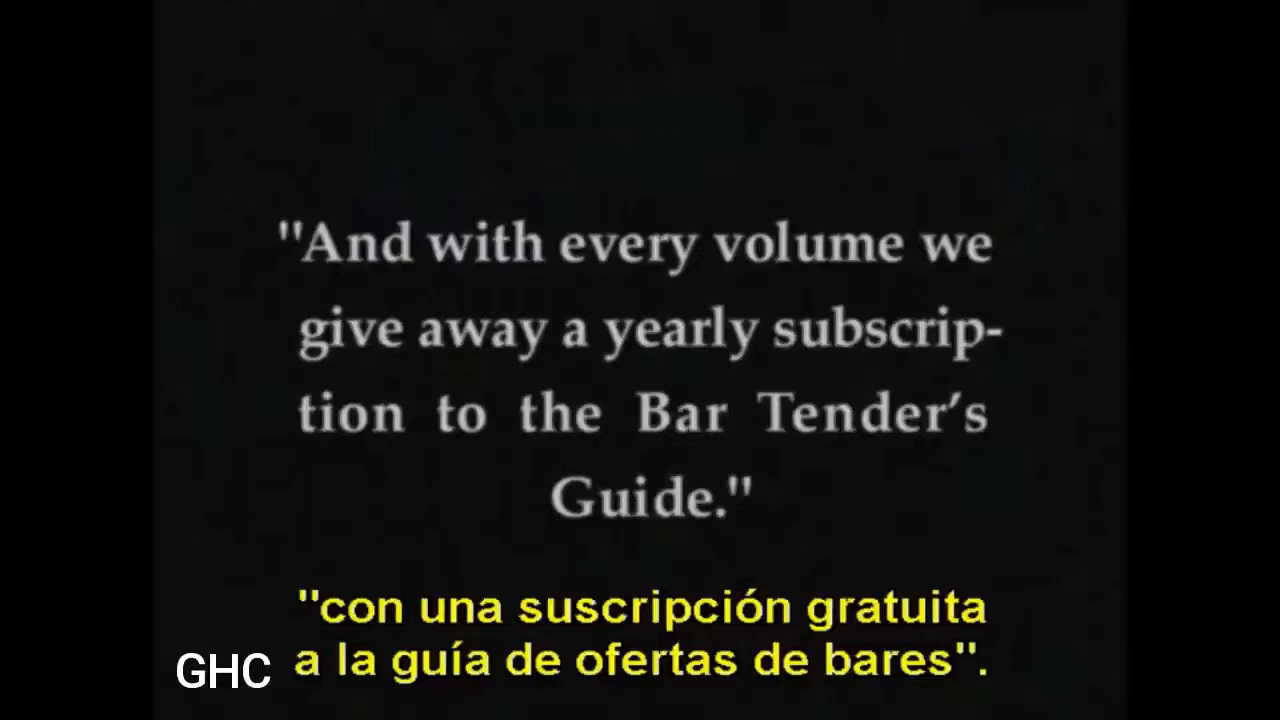 "And with every volume we
give away a yearly subscrip-
tion to the Bar Tender’s
Guide."
"con una suscripción gratuita
a la guía de ofertas de bares".
GHC